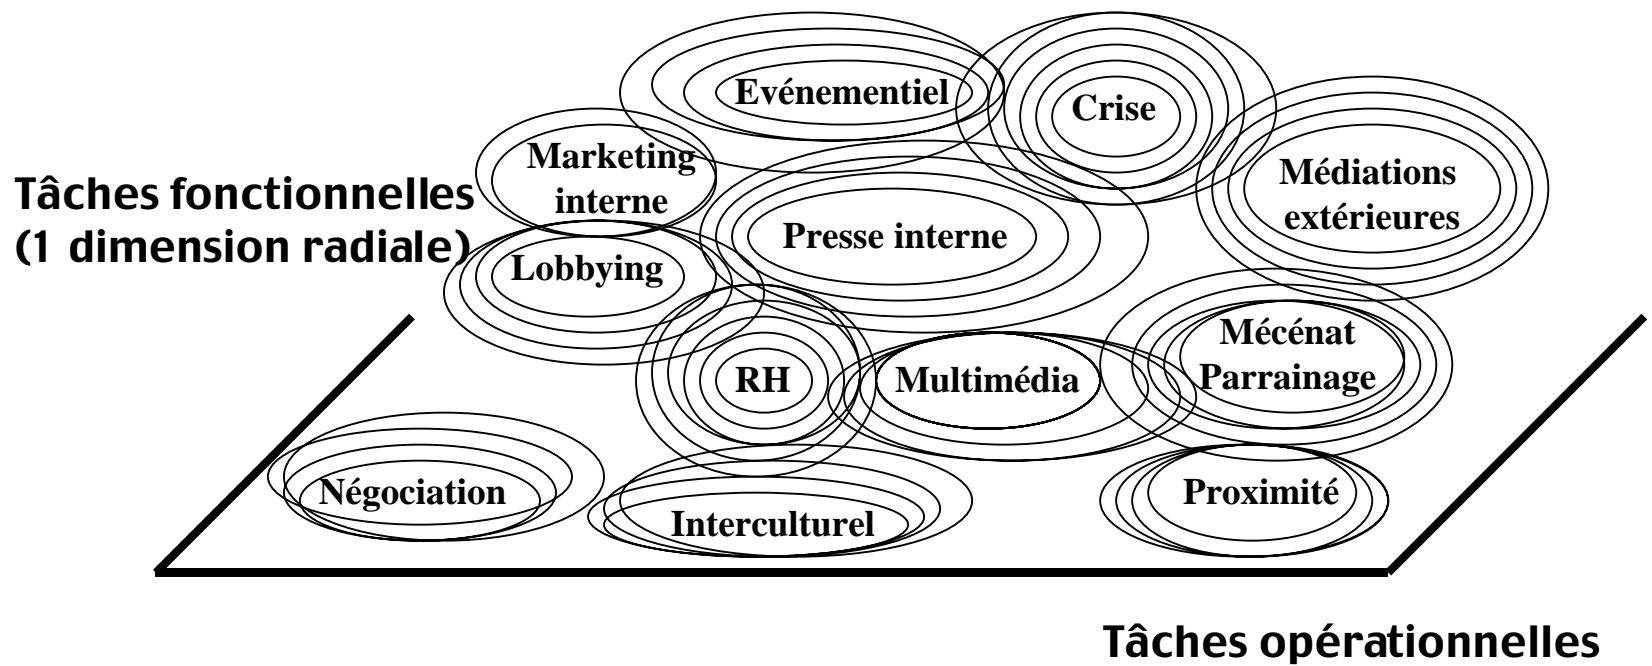 Evénementiel
Crise
Marketing
interne
Médiations
extérieures
Tâches fonctionnelles
(1 dimension radiale)
Presse interne
Lobbying
Mécénat
Parrainage
RH
Multimédia
Négociation
Interculturel
Proximité
Tâches opérationnelles